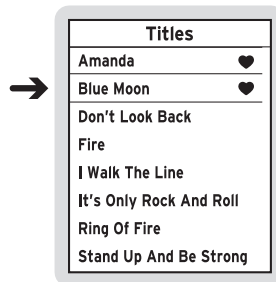 Titles
Amanda
Blue Moon
Don't Look Back
Fire
I Walk The Line
It's Only Rock And Roll
Ring Of Fire
Stand Up And Be Strong